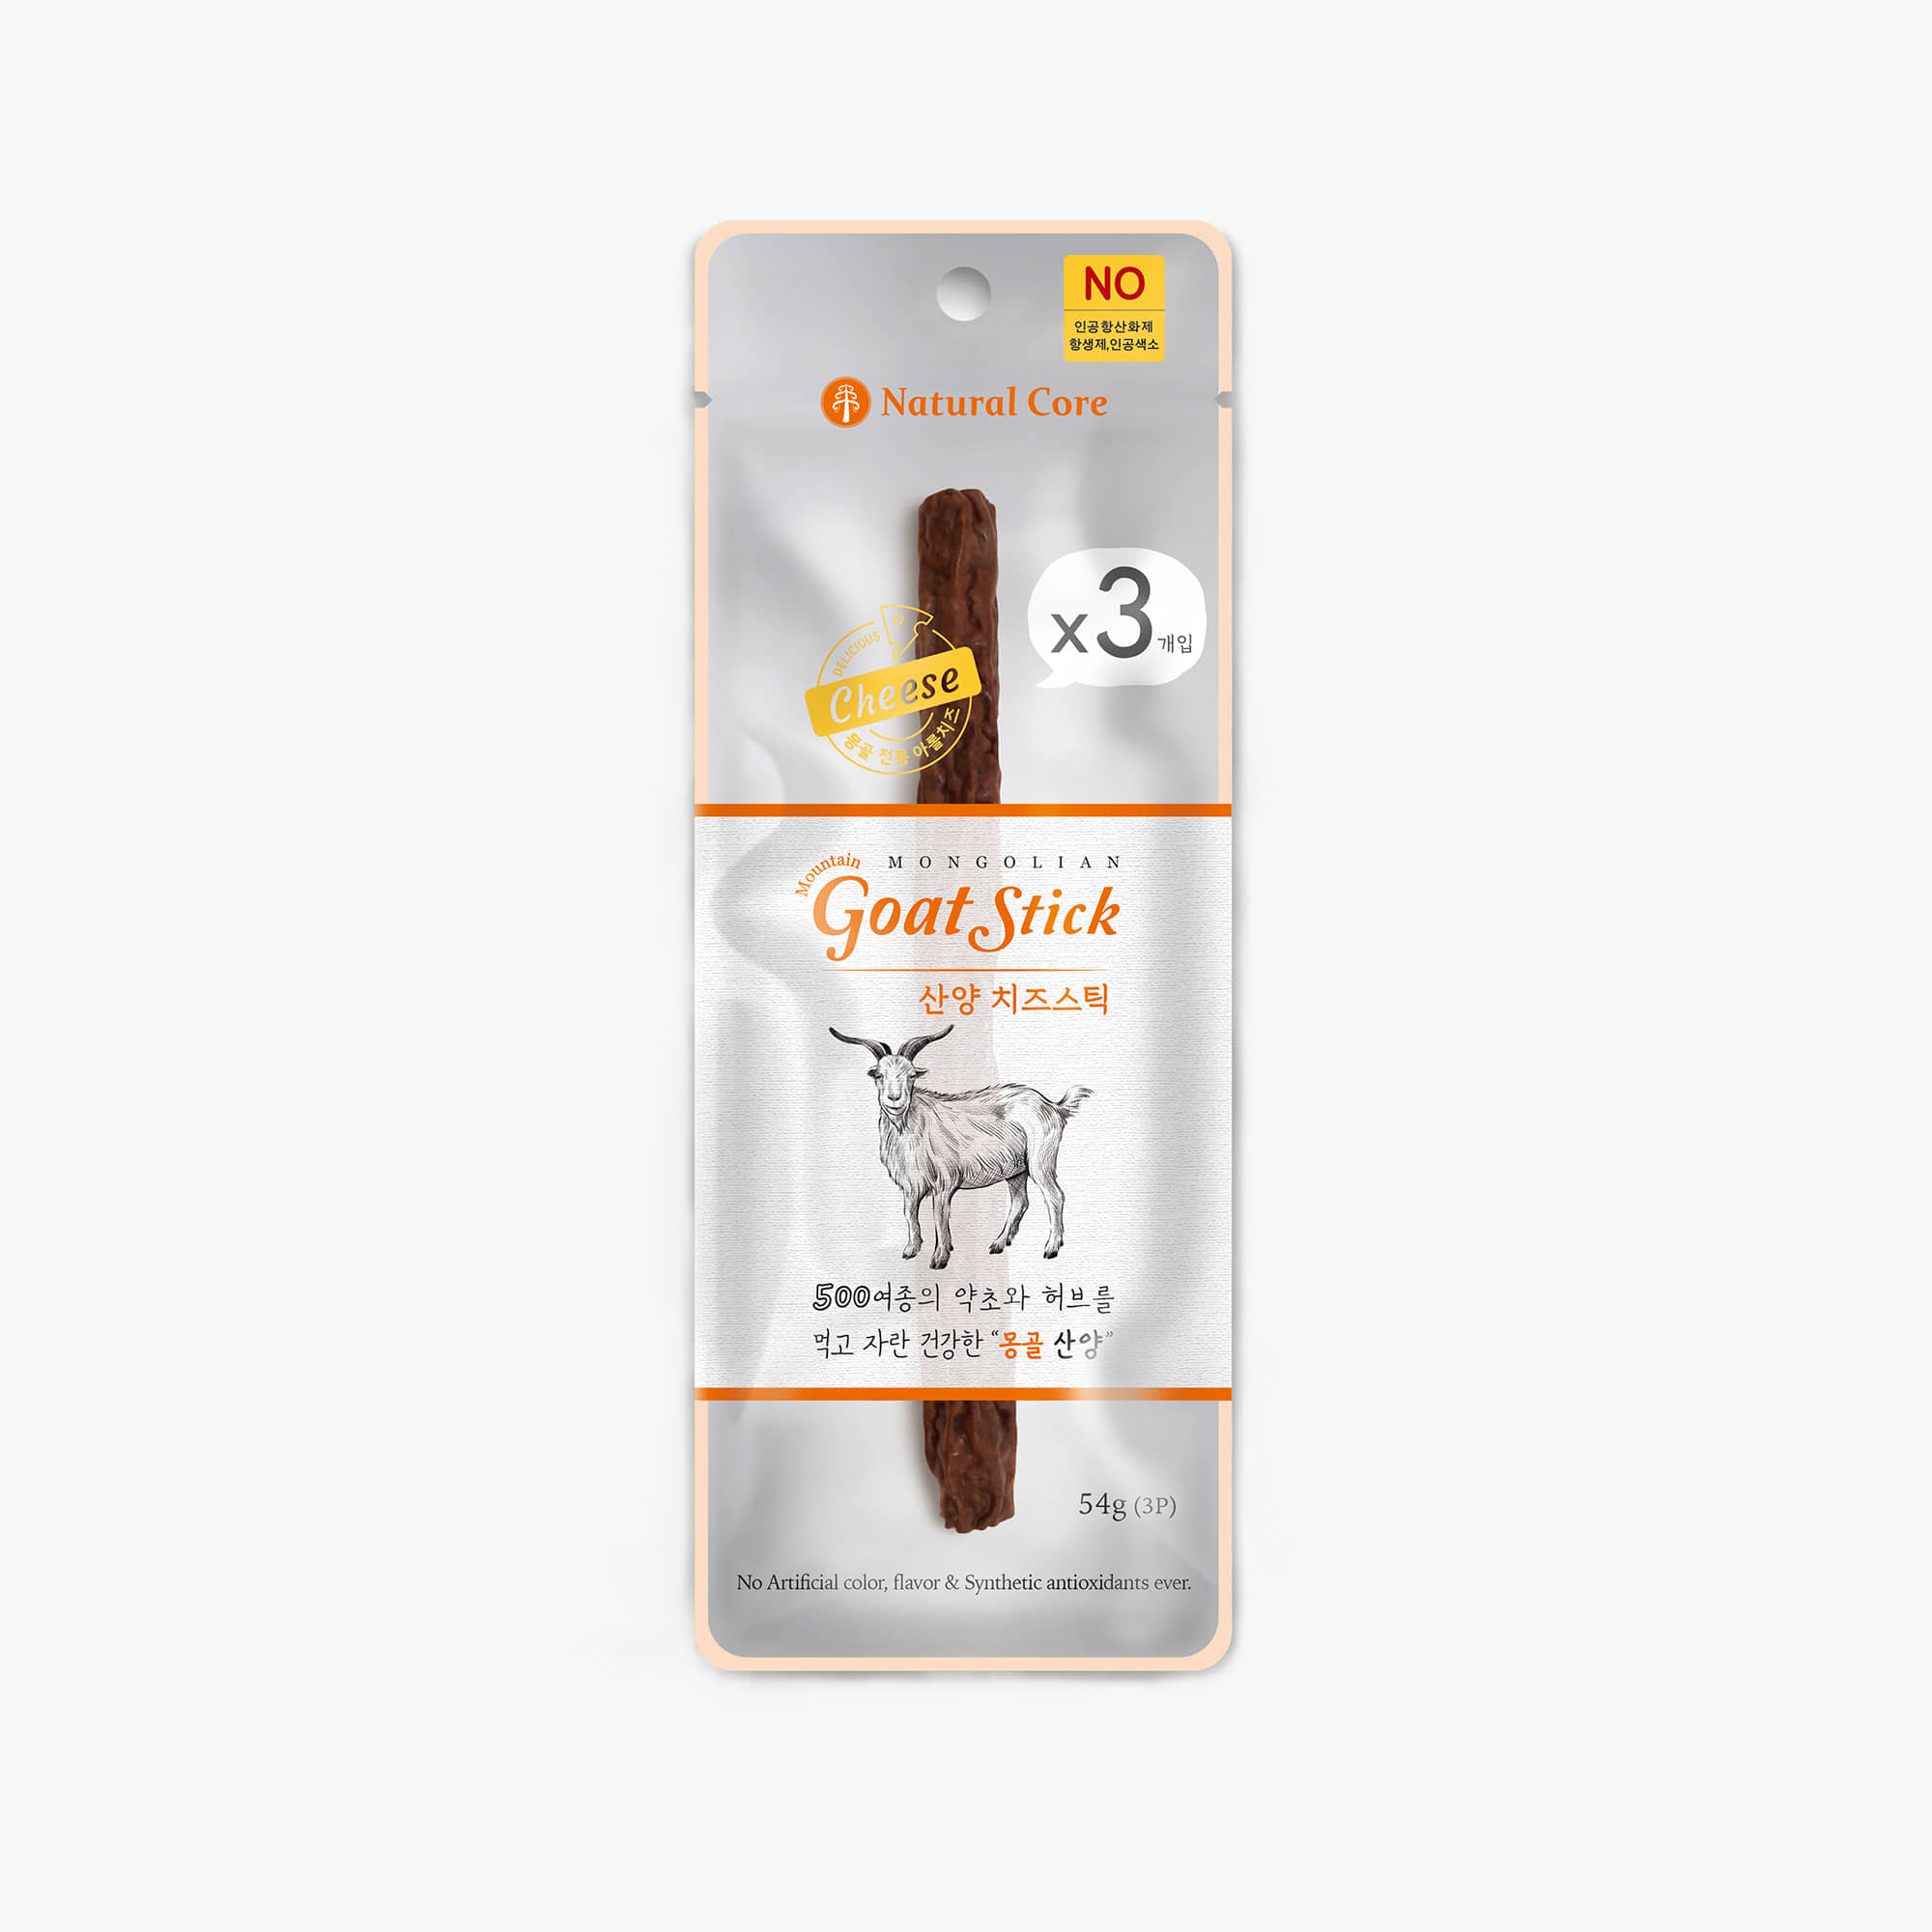 NO
인공항산화제
항생제,인공색소
Natural Core
x3개입
DELICIOUS
Cheese
몽골 전통 아롤치즈
Mountain
MONGOLIAN
Goat Stick
산양 치즈스틱
500여종의 약초와 허브를
먹고 자란 건강한 “몽골 산양”
54g (3P)
No Artificial color, flavor & Synthetic antioxidants ever.